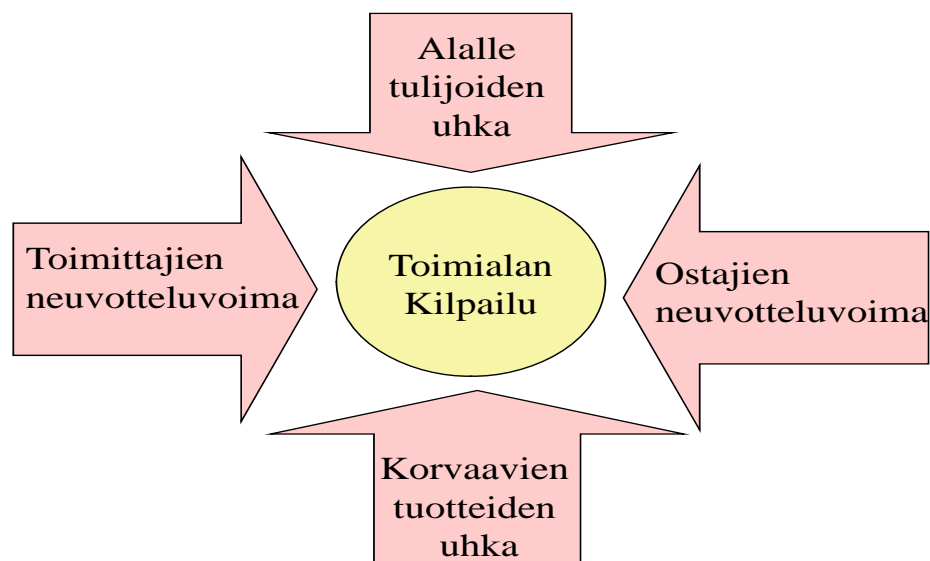 Alalle
tulijoiden
uhka
Toimittajien
neuvotteluvoima
Toimialan
Kilpailu
Ostajien
neuvotteluvoima
Korvaavien
tuotteiden
uhka